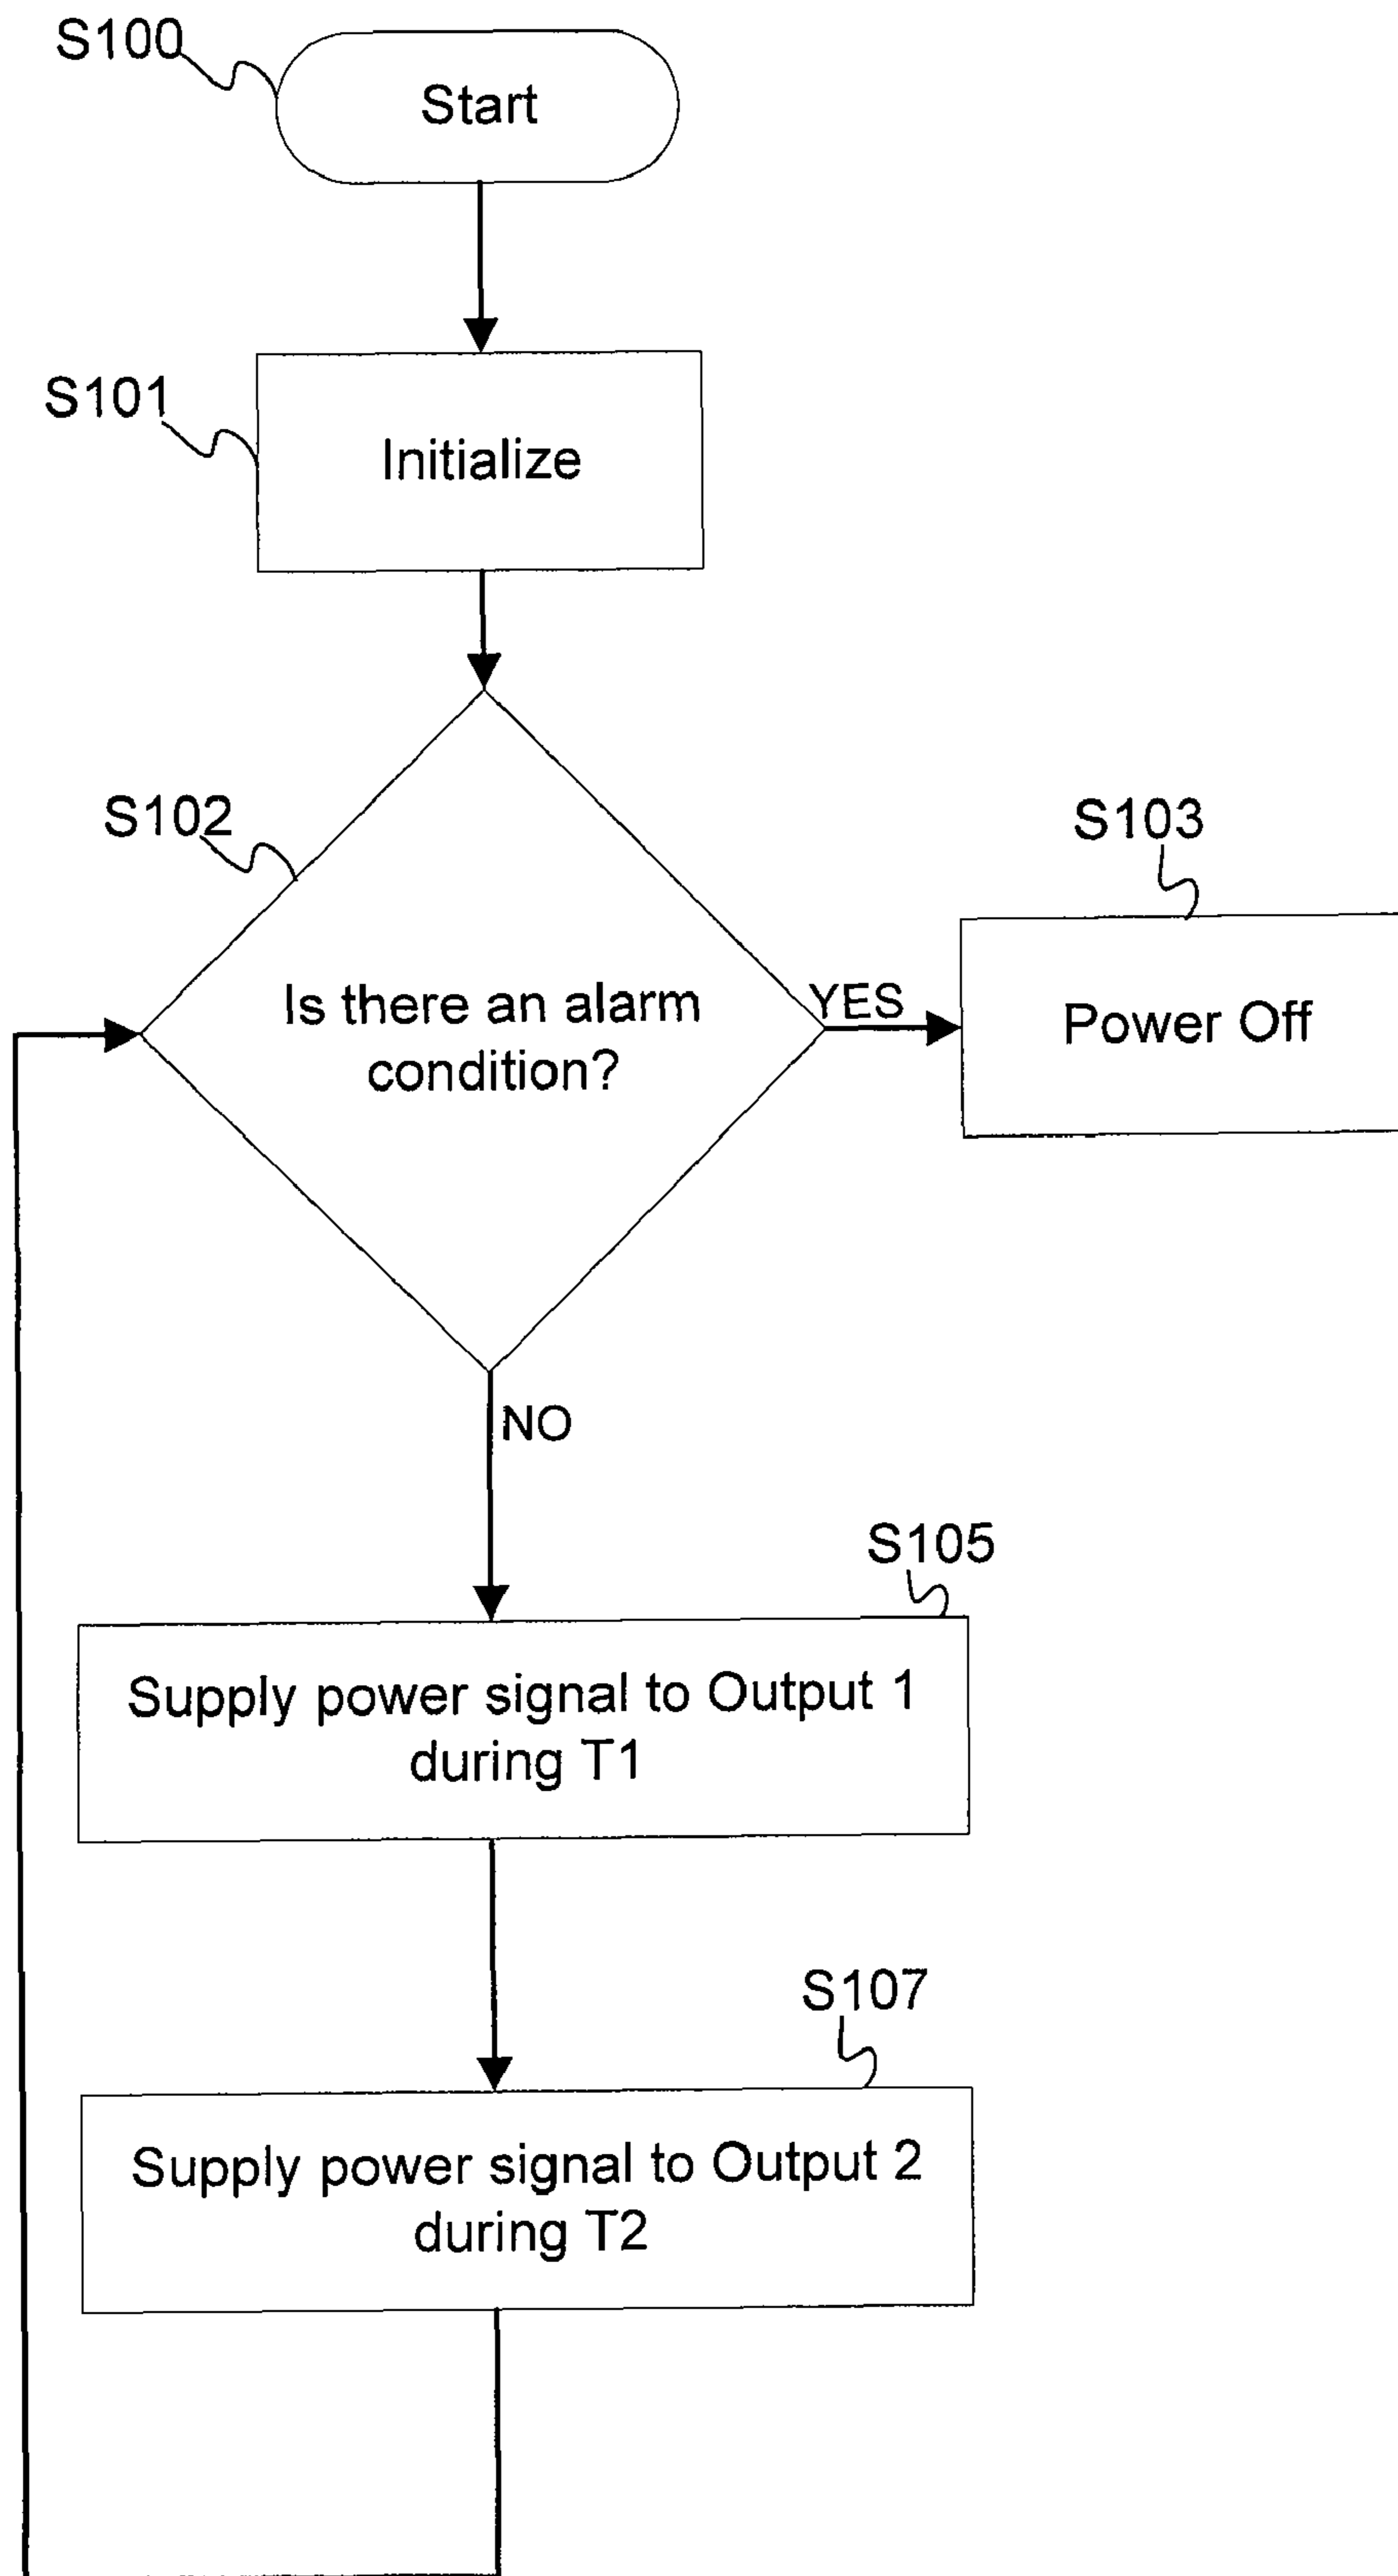 S100
Start
S101
Initialize
S102
S103
Is there an alarm
condition?
YES
Power Off
NO
S105
Supply power signal to Output 1
during T1
S107
Supply power signal to Output 2
during T2